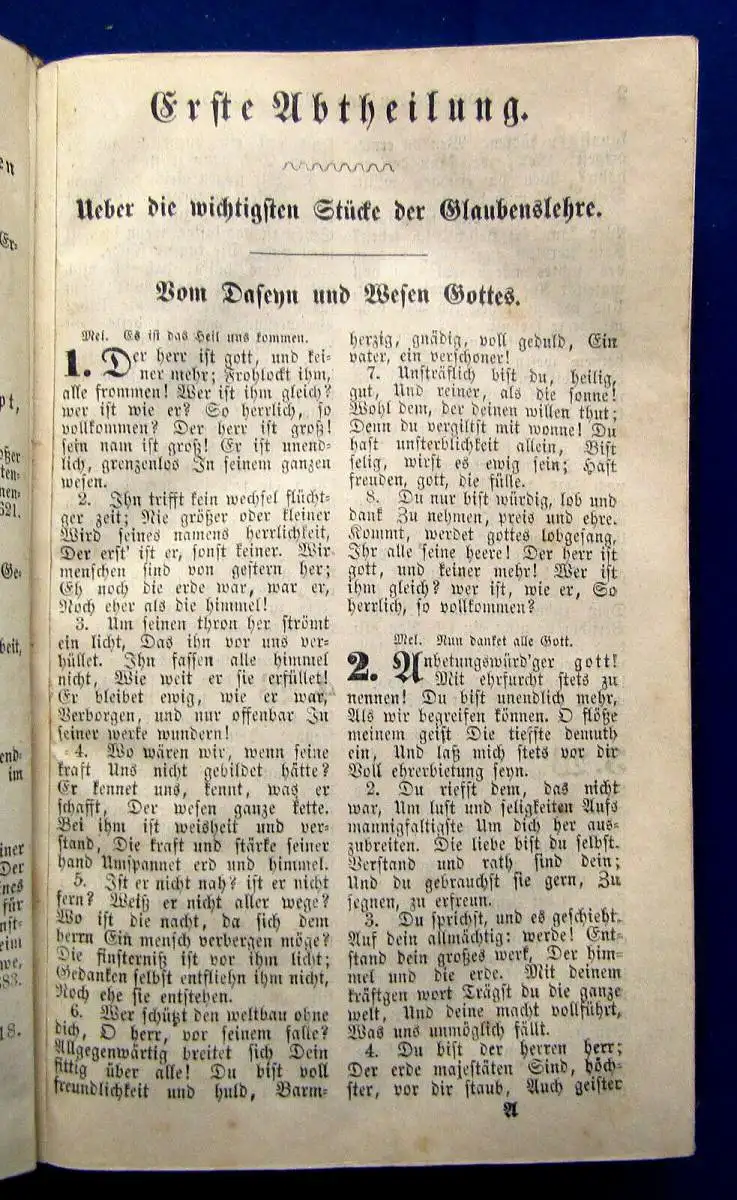 Erste Abtheilung.
Ueber die wichtigsten Stücke der Glaubenslehre.
Vom Daseyn und Wesen Gottes.
Mel. Es ist das Heil uns kommen.
1. Der herr ist gott, und kei-
ner mehr; Frohlockt ihm,
alle frommen! Wer ist ihm gleich?
wer ist wie er? So herrlich, so
vollkommen? Der herr ist groß!
sein nam ist groß! Er ist unend-
lich, grenzenlos In seinem ganzen
wesen.
2. Ihn trifft kein wechsel flücht-
ger zeit; Nie größer oder kleiner
Wird seines namens herrlichkeit,
Der erst' ist er, sonst keiner. Wir
menschen sind von gestern her;
Eh noch die erde war, war er,
Noch eher als die himmel!
3. Um seinen thron her strömt
ein licht, Das ihn vor uns ver-
hüllet. Ihn fassen alle himmel
nicht, Wie weit er sie erfüllet!
Er bleibet ewig, wie er war,
Verborgen, und nur offenbar In
seiner werke wundern!
4. Wo wären wir, wenn seine
kraft Uns nicht gebildet hätte?
Er kennet uns, kennt, was er
schafft, Der wesen ganze kette.
Bei ihm ist weisheit und ver-
stand, Die kraft und stärke seiner
hand Umspannet erd und himmel.
5. Ist er nicht nah? ist er nicht
fern? Weiß er nicht aller wege?
Wo ist die nacht, da sich dem
herrn Ein mensch verbergen möge?
Die finsterniß ist vor ihm licht;
Gedanken selbst entfliehn ihm nicht,
Noch ehe sie entstehen.
6. Wer schützt den weltbau ohne
dich, O herr, vor seinem falle?
Allgegenwärtig breitet sich Dein
fittig über alle! Du bist voll
freundlichkeit und huld, Barm-
herzig, gnädig, voll geduld, Ein
vater, ein verschoner!
7. Unsträflich bist du, heilig,
gut, Und reiner, als die sonne!
Wohl dem, der deinen willen thut;
Denn du vergiltst mit wonne! Du
hast unsterblichkeit allein, Bist
selig, wirst es ewig sein; Hast
freuden, gott, die fülle.
8. Du nur bist würdig, lob und
dank Zu nehmen, preis und ehre.
Kommt, werdet gottes lobgesang,
Ihr alle seine heere! Der herr ist
gott, und keiner mehr! Wer ist
ihm gleich? wer ist, wie er, So
herrlich, so vollkommen?
Mel. Nun danket alle Gott.
2. Anbetungswürd'ger gott!
Mit ehrfurcht stets zu
nennen! Du bist unendlich mehr,
Als wir begreifen können. O flöße
meinem geist Die tiefste demuth
ein, Und laß mich stets vor dir
Voll ehrerbietung seyn.
2. Du riefst dem, das nicht
war, Um lust und seligkeiten Aufs
mannigfaltigste Um dich her aus-
zubreiten. Die liebe bist du selbst.
Verstand und rath sind dein;
Und du gebrauchst sie gern, Zu
segnen, zu erfreun.
3. Du sprichst, und es geschieht.
Auf dein allmächtig: werde! Ent-
stand dein großes werk, Der him-
mel und die erde. Mit deinem
kräftgen wort Trägst du die ganze
welt, Und deine macht vollführt,
Was uns unmöglich fällt.
4. Du bist der herren herr;
Der erde majestäten Sind, höch-
ster, vor dir staub, Auch geister
A